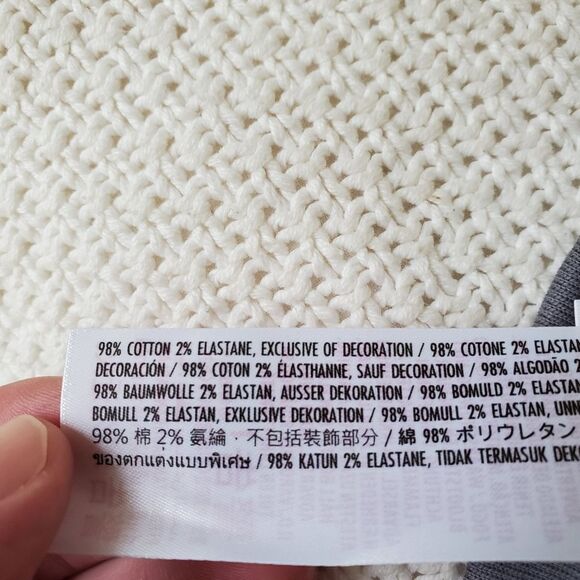 98% COTTON 2% ELASTANE, EXCLUSIVE OF DECORATION / 98% COTONE 2%
DECORACIÓN / 98% COTON 2% ÉLASTHANNE, SAUF DECORATION / 98% ALGODÃO
98% BAUMWOLLE 2% ELASTAN, AUSSER DEKORATION / 98% BOMULD 2%
BOMULL 2% ELASTAN, EXKLUSIVE DEKORATION / 98% BOMULL 2% ELASTAN,
98% 棉 2% 氨綸 · 不包括裝飾部分 / 綿 98% ポリウレタン
ของตกแต่งแบบพิเศษ / 98% KATUN 2% ELASTANE, TIDAK TERMASUK